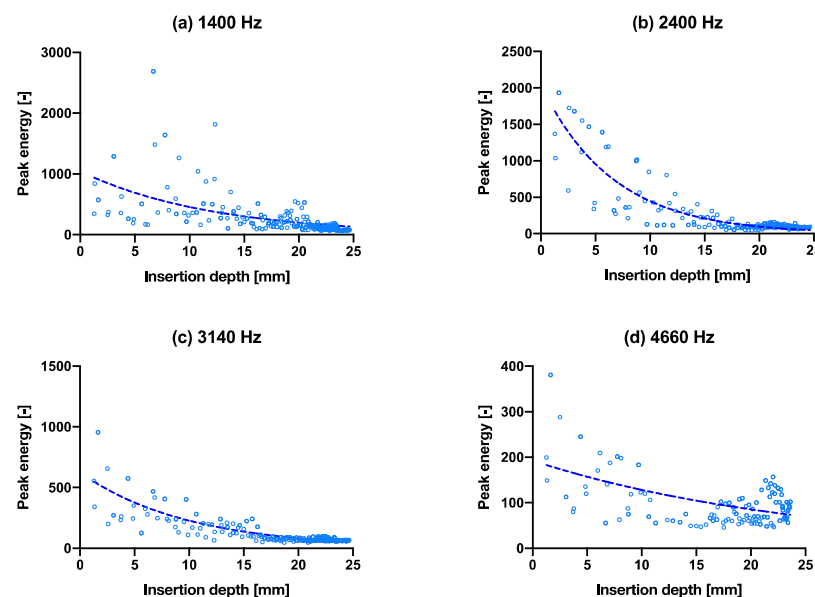 (a) 1400 Hz
3000
2000
1000
0
0 5 10 15 20 25
Peak energy [-]
Insertion depth [mm]
(b) 2400 Hz
2500
2000
1500
1000
500
0
0 5 10 15 20 25
Peak energy [-]
Insertion depth [mm]
(c) 3140 Hz
1500
1000
500
0
0 5 10 15 20 25
Peak energy [-]
Insertion depth [mm]
(d) 4660 Hz
400
300
200
100
0
0 5 10 15 20 25
Peak energy [-]
Insertion depth [mm]